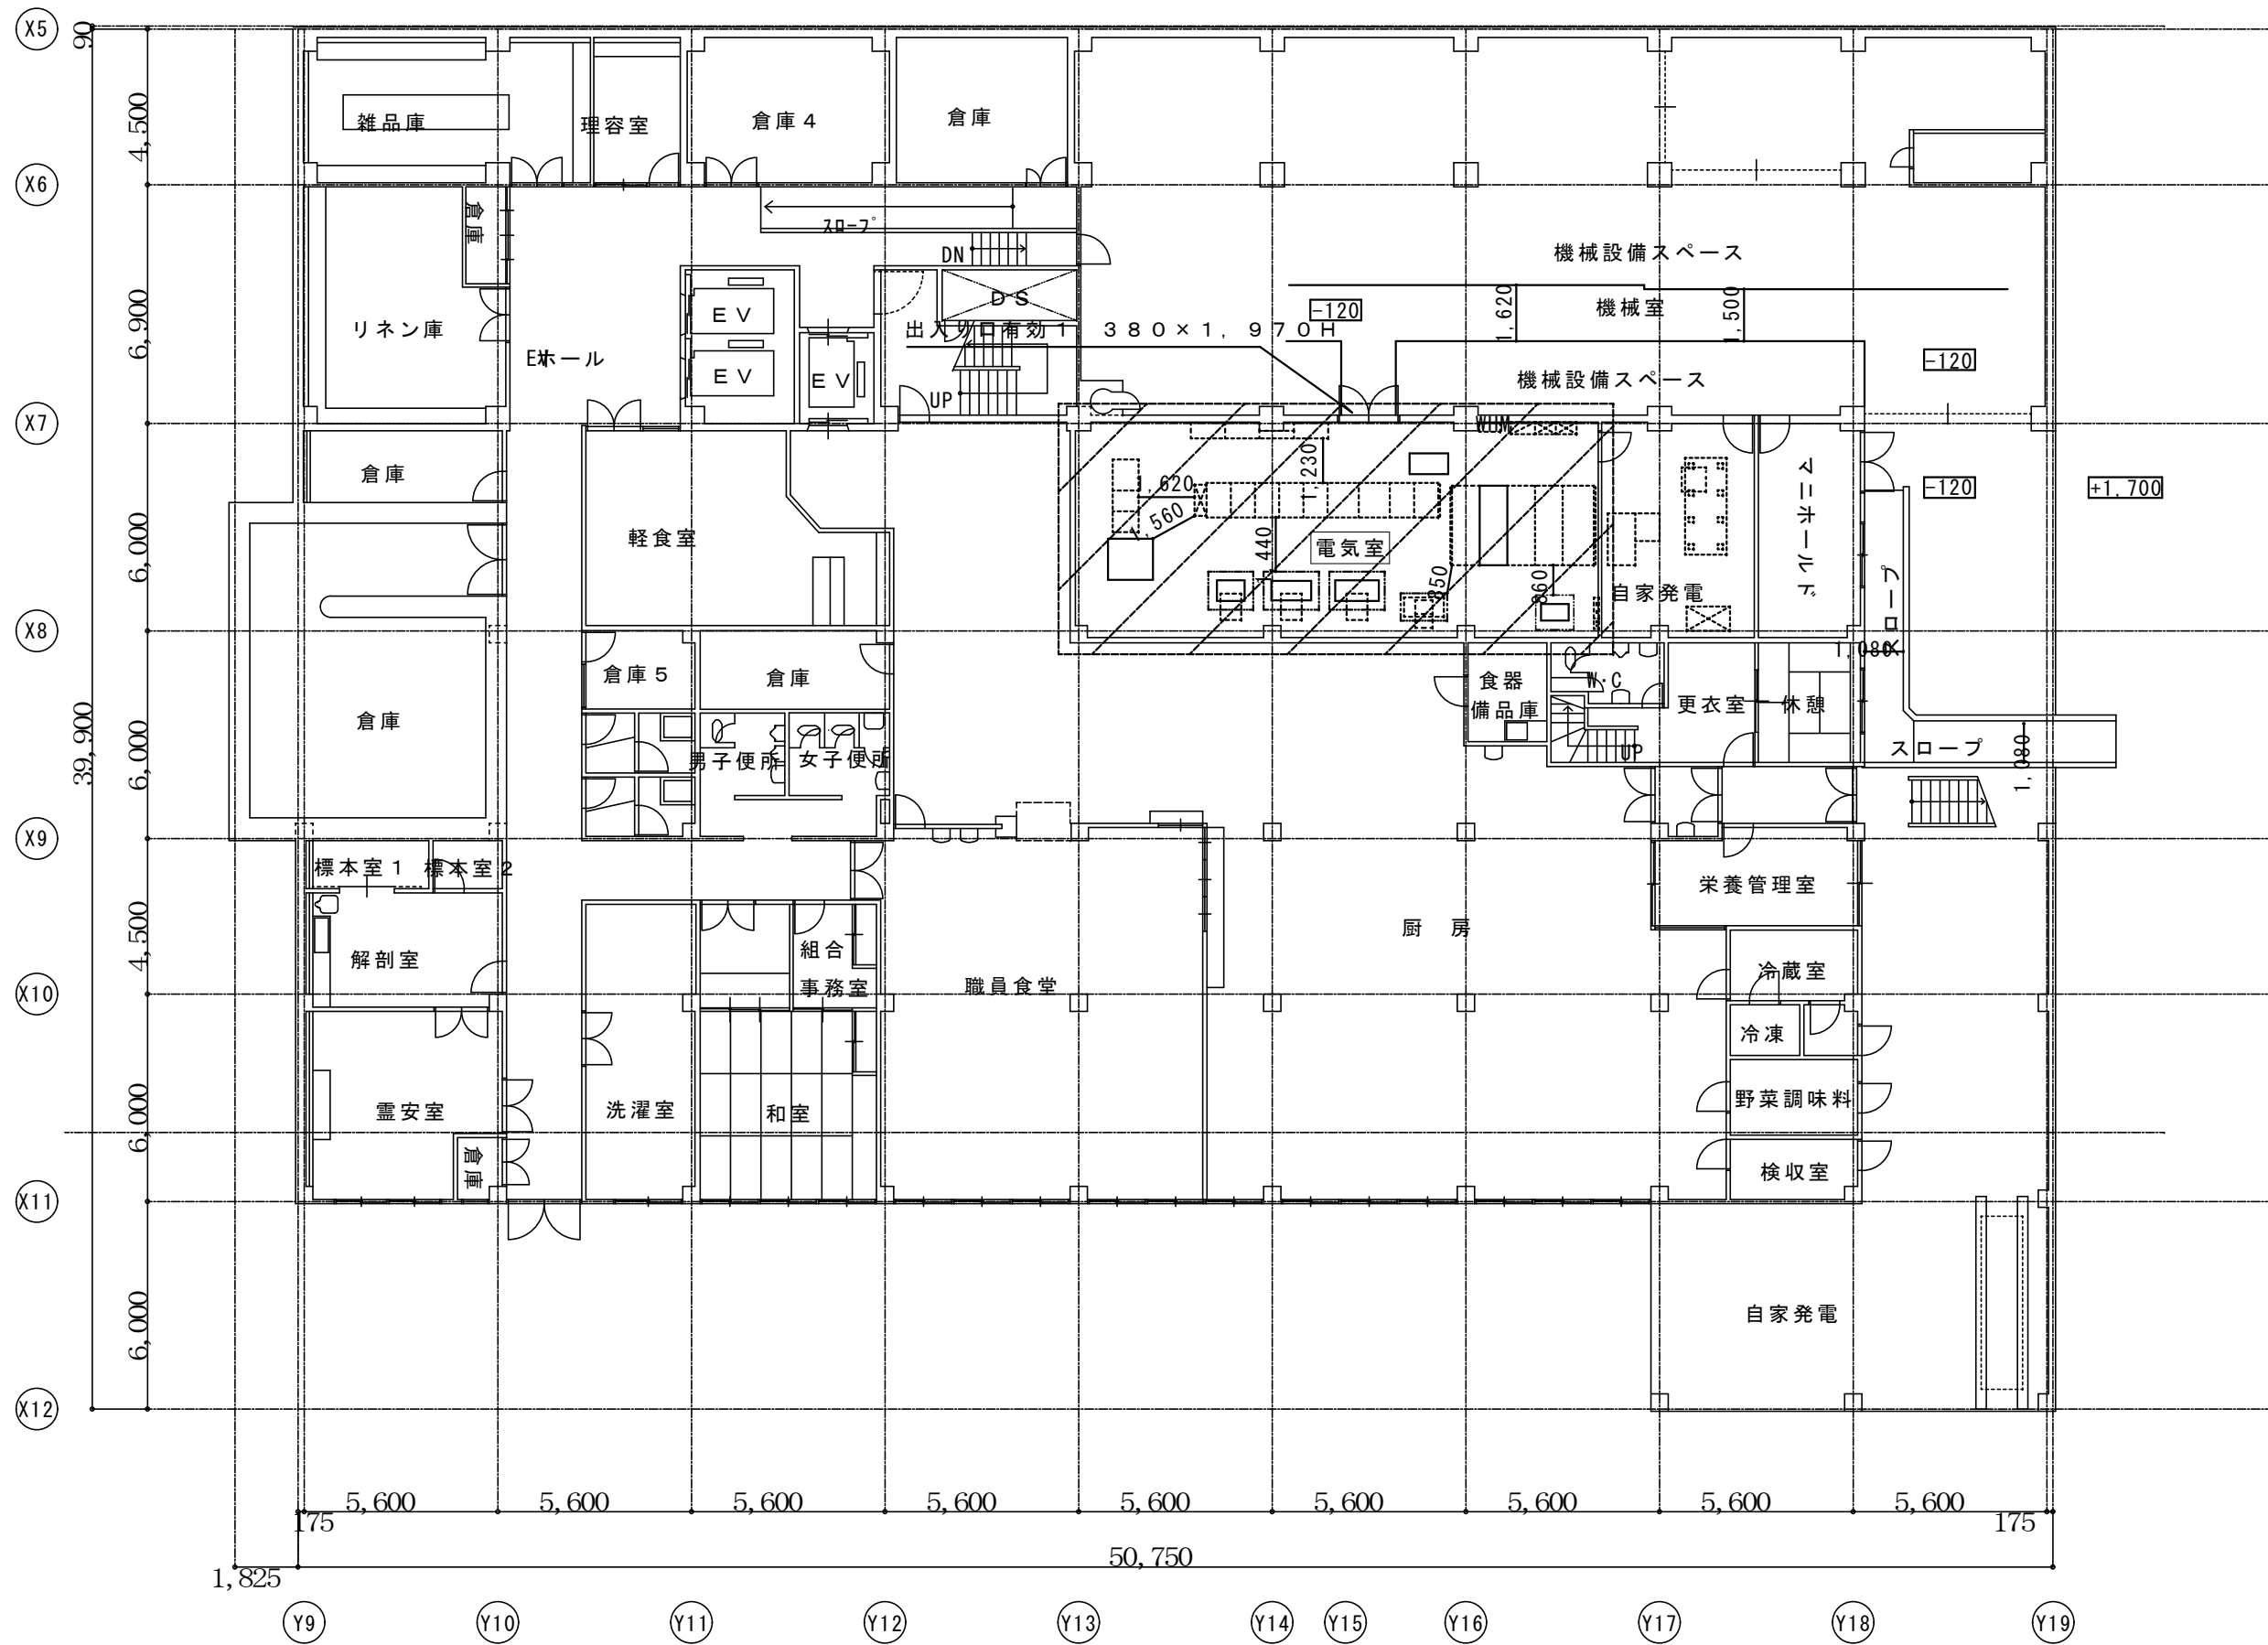 X5
90
4,500
雑品庫
理容室
倉庫4
倉庫
X6
倉庫
スロープ
DN
機械設備スペース
6,900
リネン庫
EV
DS
-120
1,620
機械室
1,500
出入り口有効1 380×1,970H
ホール
EV
EV
機械設備スペース
-120
UP
X7
倉庫
1,230
マニホールド
1,620
-120
+1,700
6,000
軽食室
560
440
電気室
850
860
自家発電
スロープ
X8
倉庫5
倉庫
食器
備品庫
W・C
更衣室
休憩
1,080
39,900
6,000
倉庫
男子便所
女子便所
UP
スロープ
1,080
X9
標本室1
標本室2
栄養管理室
4,500
解剖室
組合
事務室
職員食堂
厨 房
冷蔵室
X10
冷凍
6,000
霊安室
洗濯室
和室
野菜調味料
倉庫
検収室
X11
6,000
自家発電
X12
5,600
5,600
5,600
5,600
5,600
5,600
5,600
5,600
5,600
175
175
50,750
1,825
Y9
Y10
Y11
Y12
Y13
Y14
Y15
Y16
Y17
Y18
Y19